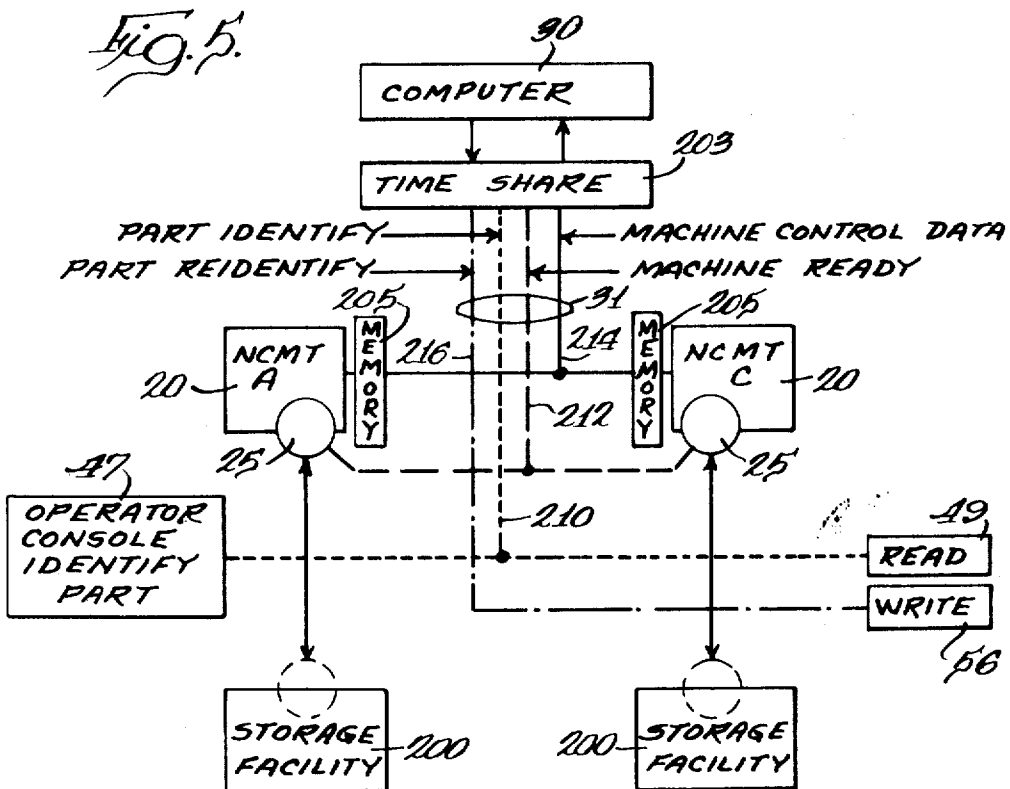 Fig. 5.
30
COMPUTER
203
TIME SHARE
PART IDENTIFY
MACHINE CONTROL DATA
PART REIDENTIFY
MACHINE READY
31
205
205
NCMT
A
MEMORY
216
214
MEMORY
NCMT
C
20
20
212
25
25
47
210
49
OPERATOR
CONSOLE
IDENTIFY
PART
READ
WRITE
56
STORAGE
FACILITY
200
200
STORAGE
FACILITY